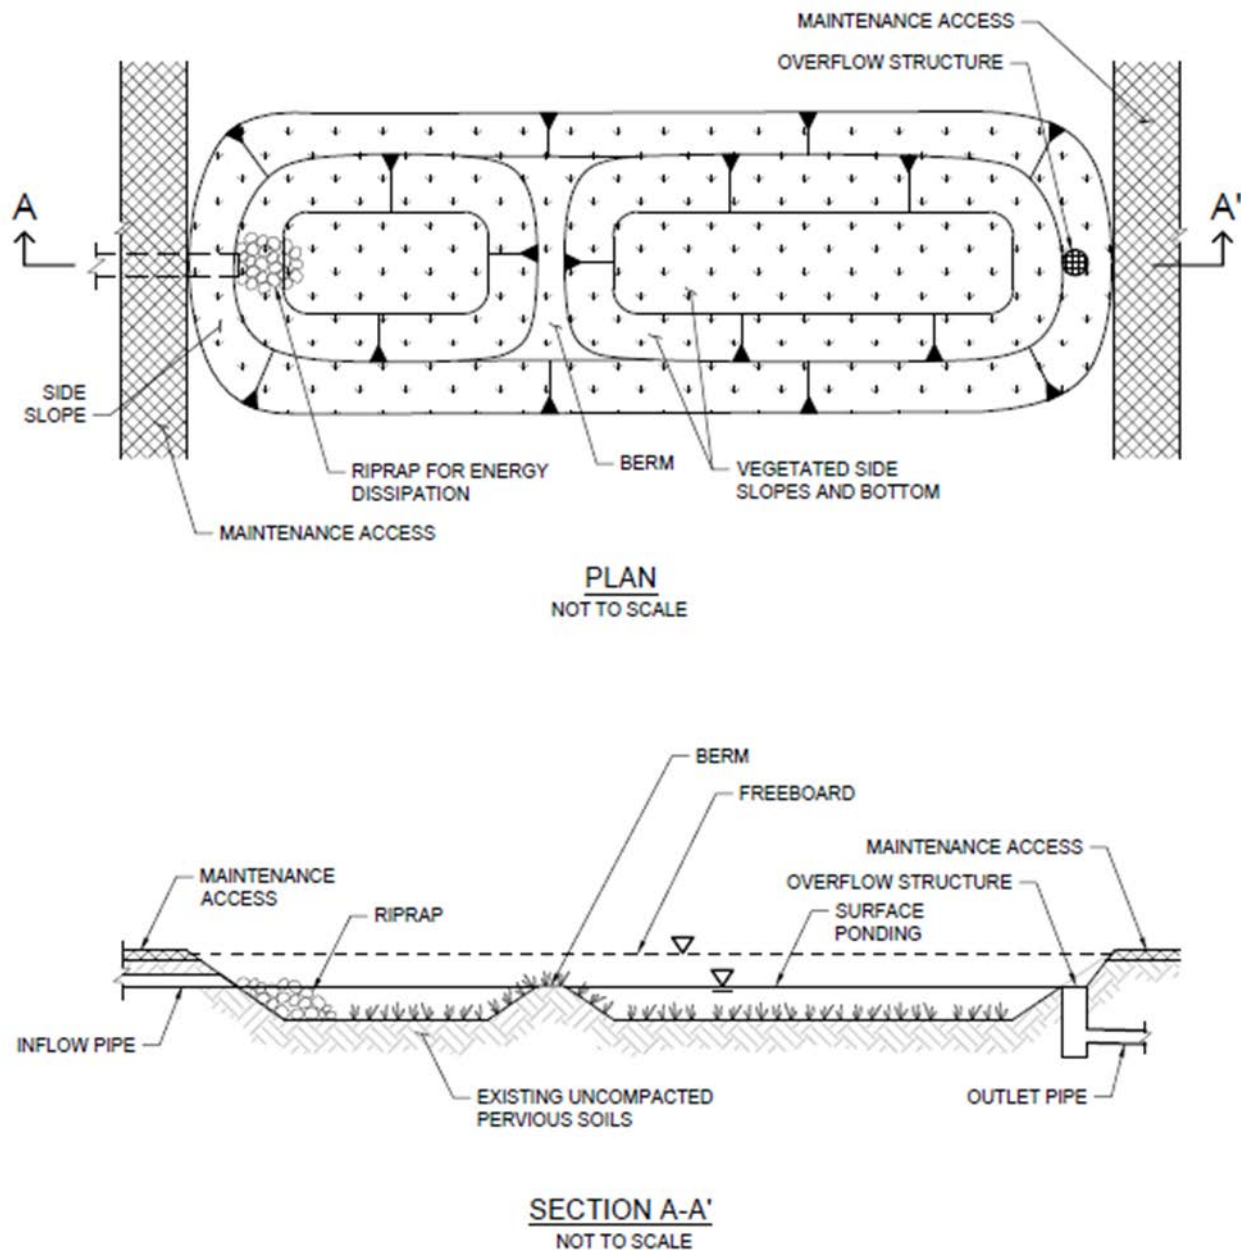 MAINTENANCE ACCESS
OVERFLOW STRUCTURE
A
A'
SIDE
SLOPE
RIPRAP FOR ENERGY
DISSIPATION
BERM
VEGETATED SIDE
SLOPES AND BOTTOM
MAINTENANCE ACCESS
PLAN
NOT TO SCALE
BERM
FREEBOARD
MAINTENANCE ACCESS
MAINTENANCE
ACCESS
OVERFLOW STRUCTURE
RIPRAP
SURFACE
PONDING
INFLOW PIPE
EXISTING UNCOMPACTED
PERVIOUS SOILS
OUTLET PIPE
SECTION A-A'
NOT TO SCALE